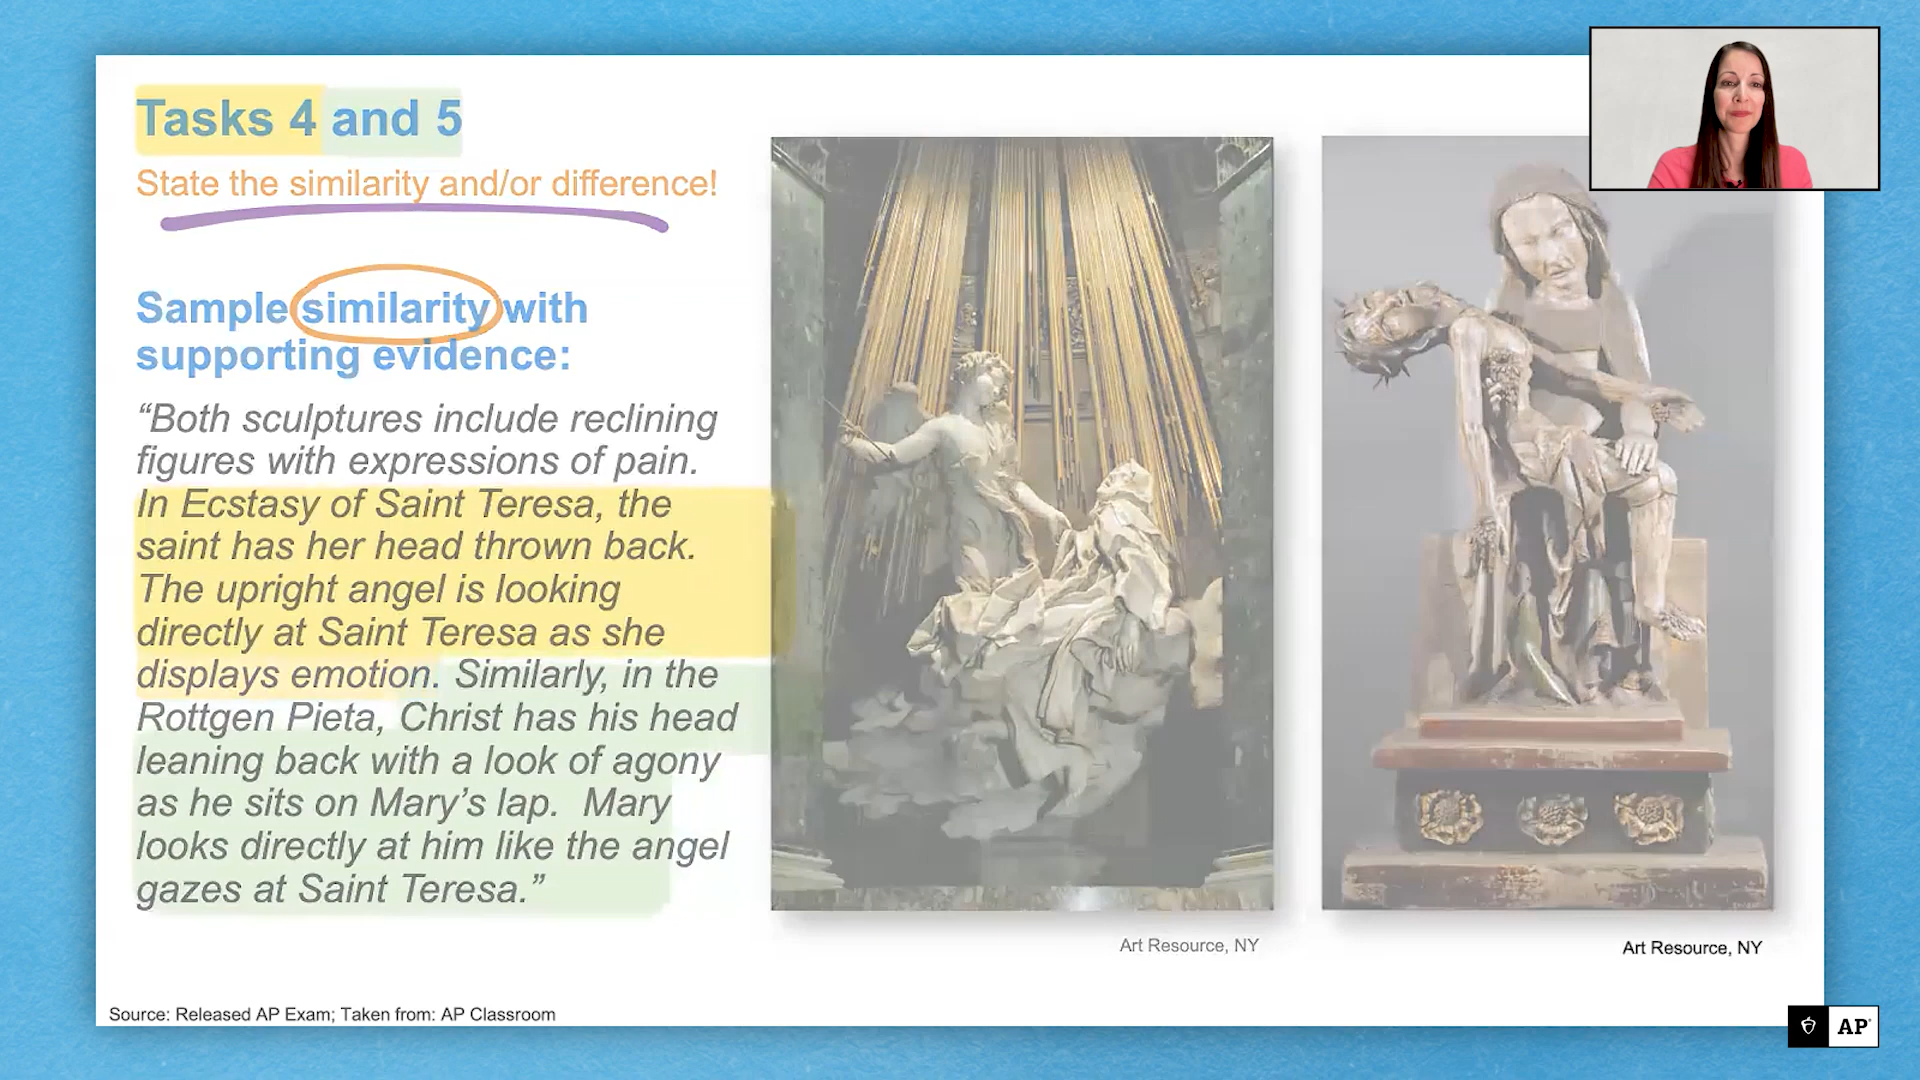 Tasks 4 and 5
State the similarity and/or difference!
Sample similarity with
supporting evidence:
“Both sculptures include reclining
figures with expressions of pain.
In Ecstasy of Saint Teresa, the
saint has her head thrown back.
The upright angel is looking
directly at Saint Teresa as she
displays emotion. Similarly, in the
Rottgen Pieta, Christ has his head
leaning back with a look of agony
as he sits on Mary’s lap.  Mary
looks directly at him like the angel
gazes at Saint Teresa.”
Art Resource, NY
Art Resource, NY
Source: Released AP Exam; Taken from: AP Classroom
AP